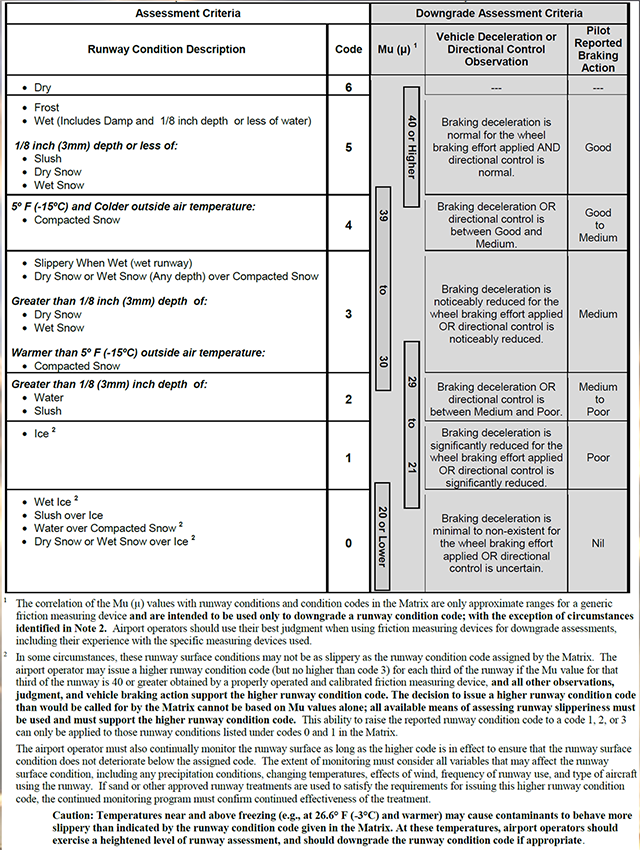 Assessment Criteria
Downgrade Assessment Criteria
Runway Condition Description
Code
Mu (μ) 1
Vehicle Deceleration or
Directional Control
Observation
Pilot
Reported
Braking
Action
• Dry
6
---
---
• Frost
• Wet (Includes Damp and 1/8 inch depth or less of water)
1/8 inch (3mm) depth or less of:
• Slush
• Dry Snow
• Wet Snow
5
40 or Higher
Braking deceleration is
normal for the wheel
braking effort applied AND
directional control is
normal.
Good
5º F (-15ºC) and Colder outside air temperature:
• Compacted Snow
4
39 to 30
Braking deceleration OR
directional control is
between Good and
Medium.
Good
to
Medium
• Slippery When Wet (wet runway)
• Dry Snow or Wet Snow (Any depth) over Compacted Snow
Greater than 1/8 inch (3mm) depth of:
• Dry Snow
• Wet Snow
Warmer than 5º F (-15ºC) outside air temperature:
• Compacted Snow
3
Braking deceleration is
noticeably reduced for the
wheel braking effort applied
OR directional control is
noticeably reduced.
Medium
Greater than 1/8 (3mm) inch depth of:
• Water
• Slush
2
29 to 21
Braking deceleration OR
directional control is
between Medium and Poor.
Medium
to
Poor
• Ice 2
1
Braking deceleration is
significantly reduced for the
wheel braking effort applied
OR directional control is
significantly reduced.
Poor
• Wet Ice 2
• Slush over Ice
• Water over Compacted Snow 2
• Dry Snow or Wet Snow over Ice 2
0
20 or Lower
Braking deceleration is
minimal to non-existent for
the wheel braking effort
applied OR directional
control is uncertain.
Nil
1 The correlation of the Mu (μ) values with runway conditions and condition codes in the Matrix are only approximate ranges for a generic
friction measuring device and are intended to be used only to downgrade a runway condition code; with the exception of circumstances
identified in Note 2. Airport operators should use their best judgment when using friction measuring devices for downgrade assessments,
including their experience with the specific measuring devices used.
2 In some circumstances, these runway surface conditions may not be as slippery as the runway condition code assigned by the Matrix. The
airport operator may issue a higher runway condition code (but no higher than code 3) for each third of the runway if the Mu value for that
third of the runway is 40 or greater obtained by a properly operated and calibrated friction measuring device, and all other observations,
judgment, and vehicle braking action support the higher runway condition code. The decision to issue a higher runway condition code
than would be called for by the Matrix cannot be based on Mu values alone; all available means of assessing runway slipperiness must
be used and must support the higher runway condition code. This ability to raise the reported runway condition code to a code 1, 2, or 3
can only be applied to those runway conditions listed under codes 0 and 1 in the Matrix.
The airport operator must also continually monitor the runway surface as long as the higher code is in effect to ensure that the runway surface
condition does not deteriorate below the assigned code. The extent of monitoring must consider all variables that may affect the runway
surface condition, including any precipitation conditions, changing temperatures, effects of wind, frequency of runway use, and type of aircraft
using the runway. If sand or other approved runway treatments are used to satisfy the requirements for issuing this higher runway condition
code, the continued monitoring program must confirm continued effectiveness of the treatment.
Caution: Temperatures near and above freezing (e.g., at 26.6° F (-3°C) and warmer) may cause contaminants to behave more
slippery than indicated by the runway condition code given in the Matrix. At these temperatures, airport operators should
exercise a heightened level of runway assessment, and should downgrade the runway condition code if appropriate.